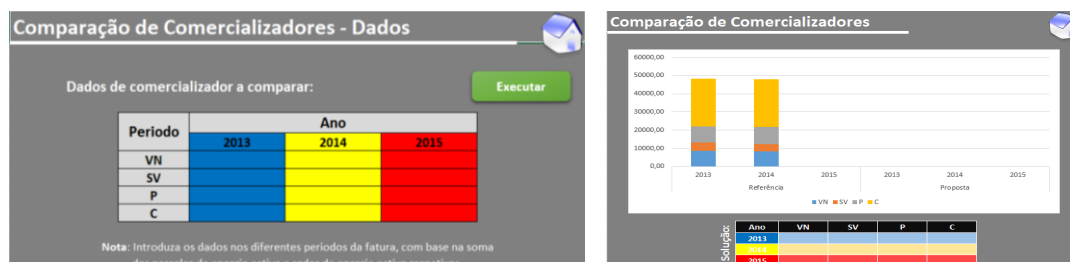 Comparação de Comercializadores - Dados
Dados de comercializador a comparar:
Executar
Periodo
Ano
2013 2014 2015
VN
SV
P
C
Nota: Introduza os dados nos diferentes periodos da fatura, com base na soma
Comparação de Comercializadores
60000,00
50000,00
40000,00
30000,00
20000,00
10000,00
0,00
2013 2014 2015 2013 2014 2015
Referência Proposta
VN SV P C
Solução:
Ano VN SV P C
2013
2014
2015